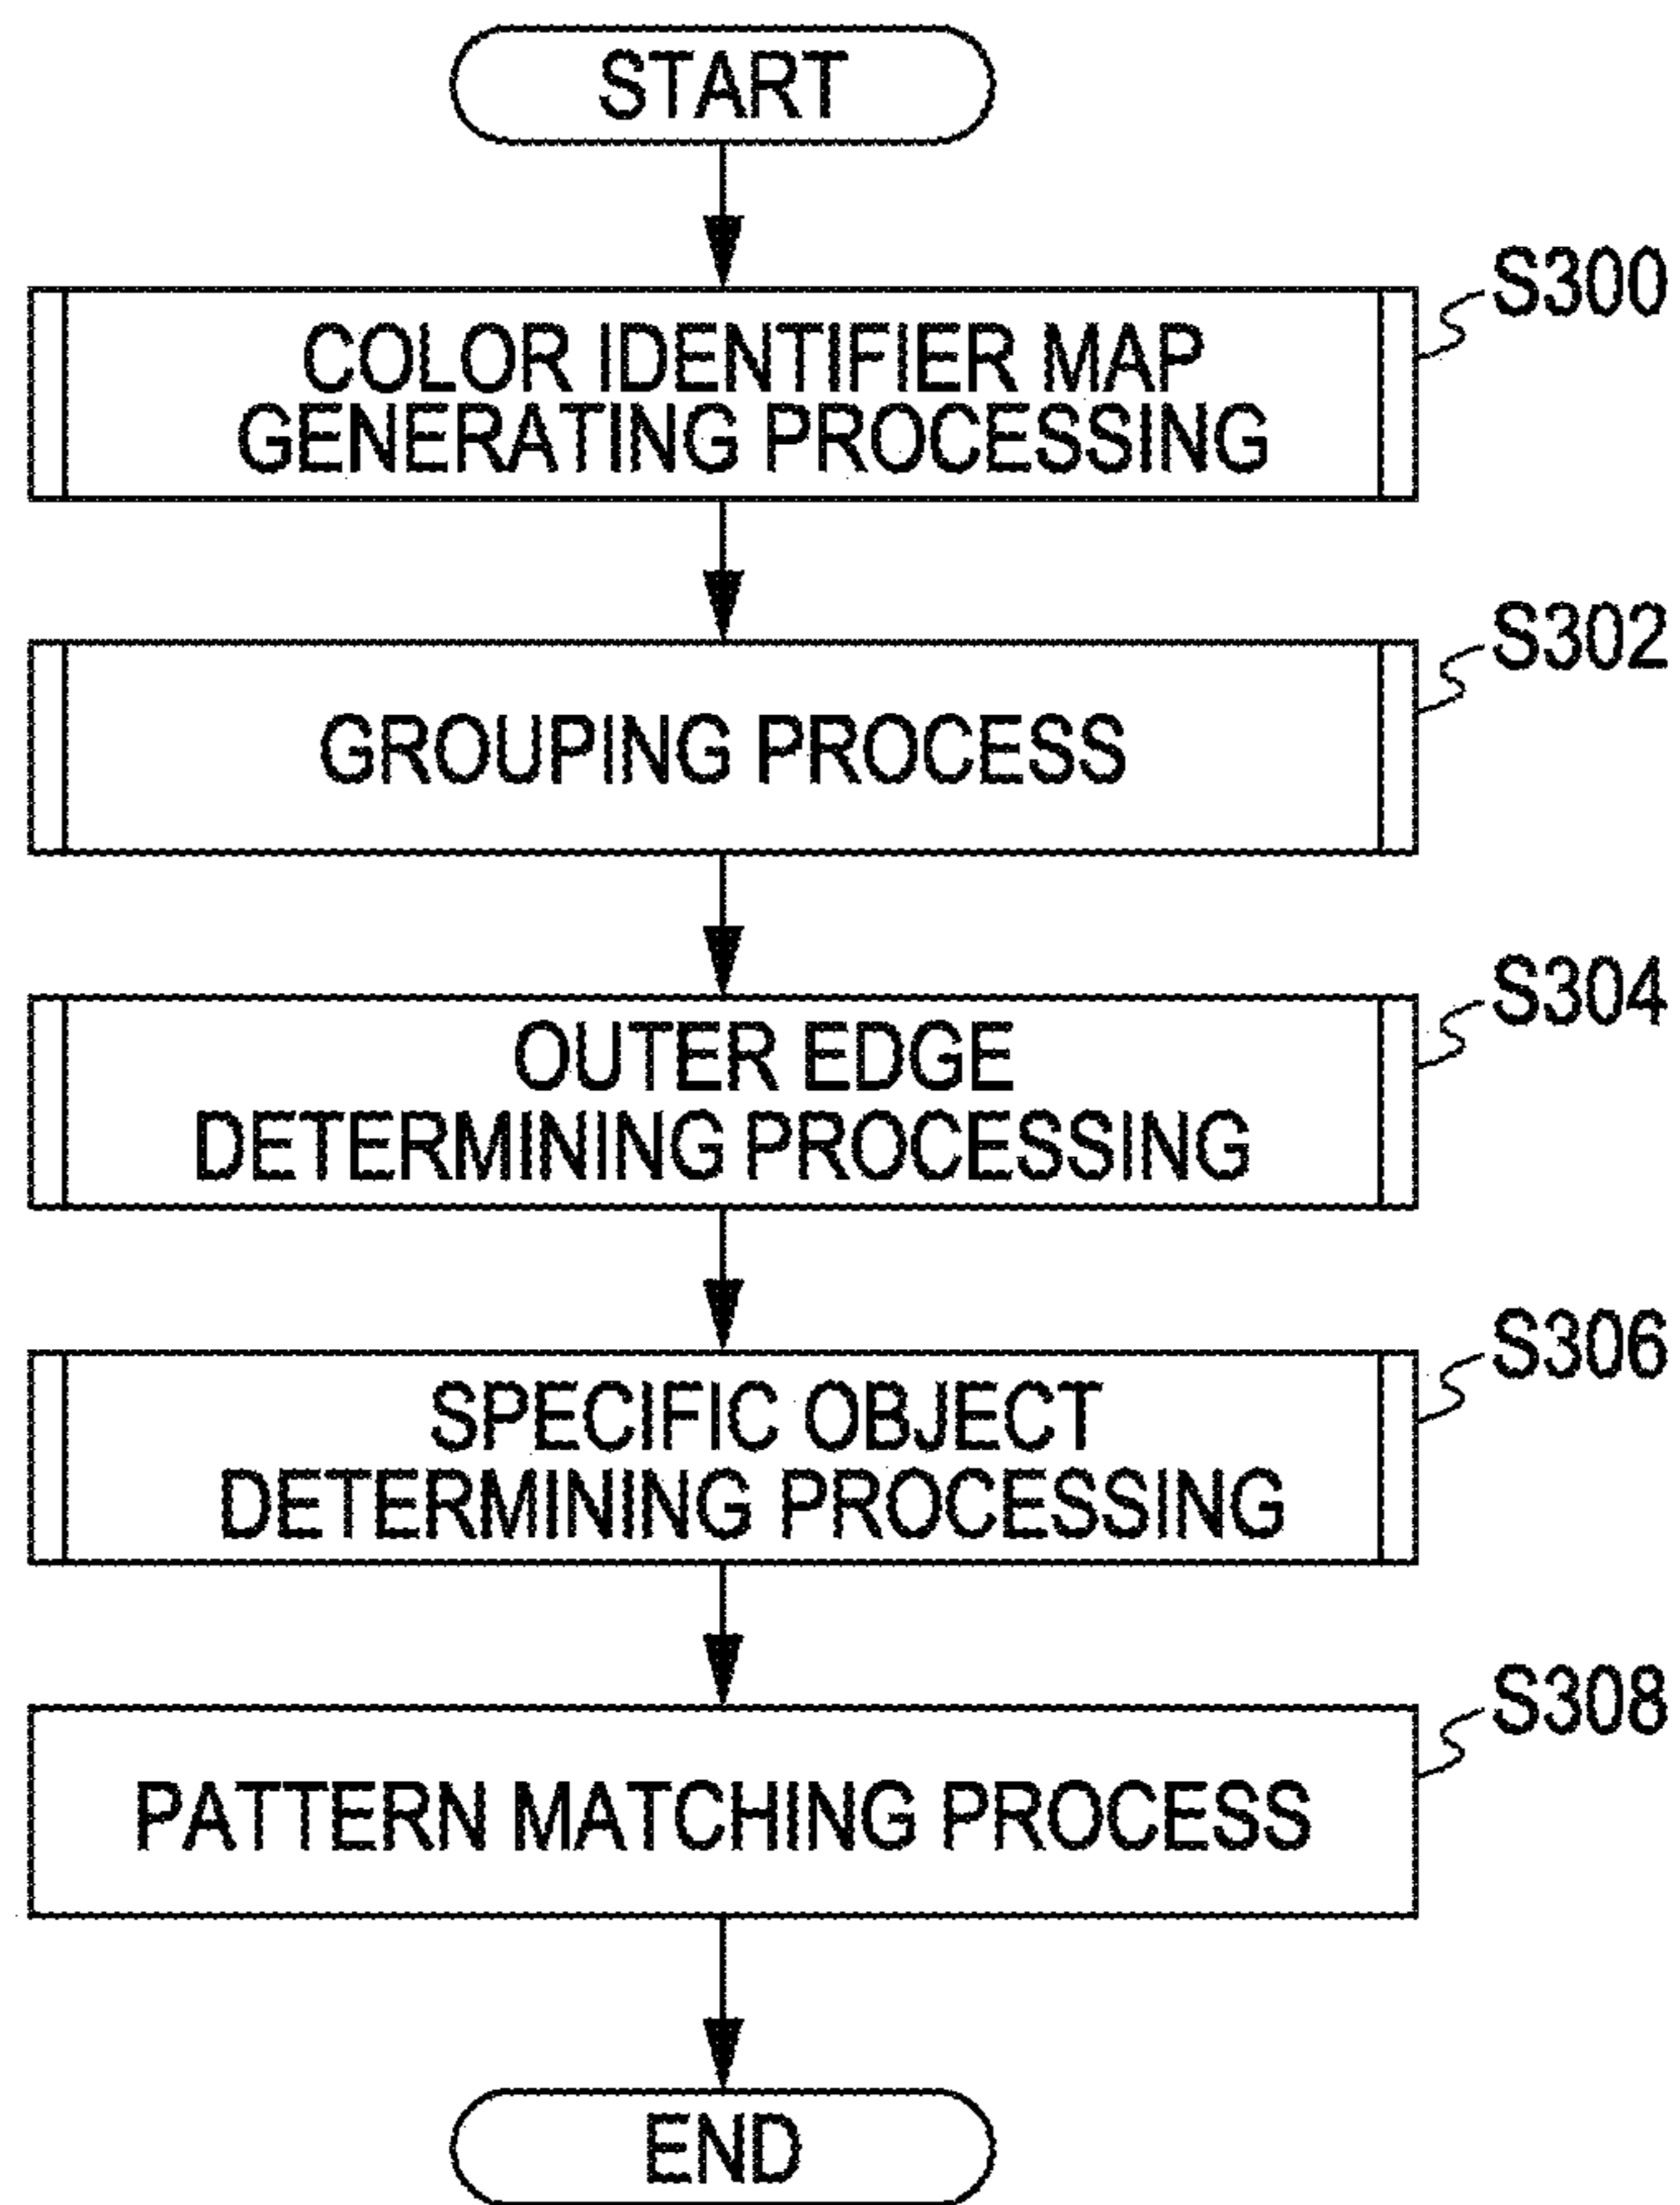 START
S300
COLOR IDENTIFIER MAP
GENERATING PROCESSING
S302
GROUPING PROCESS
S304
OUTER EDGE
DETERMINING PROCESSING
S306
SPECIFIC OBJECT
DETERMINING PROCESSING
S308
PATTERN MATCHING PROCESS
END